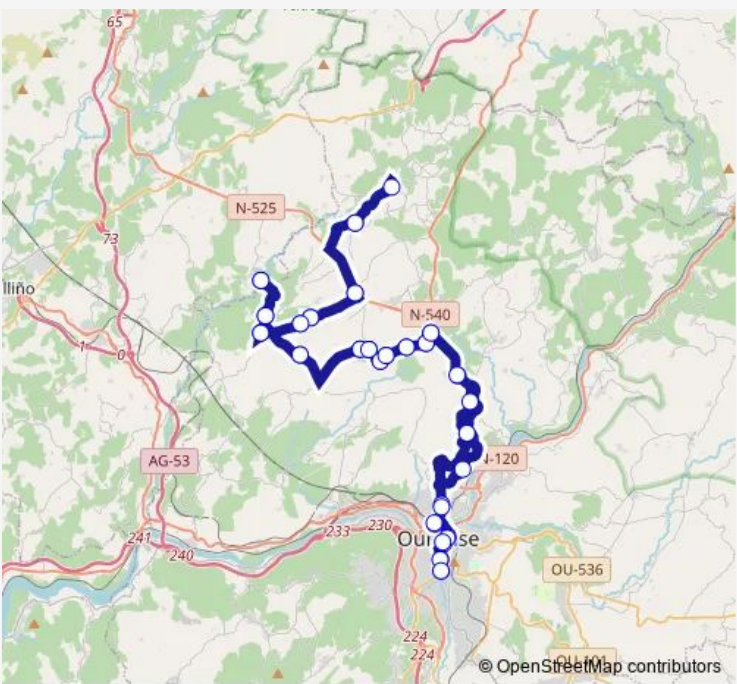 65
N-525
73
lliño
N-540
1
0
AG-53
N-120
241
240
233
230
Ourense
OU-536
224
224
OU-101
© OpenStreetMap contributors